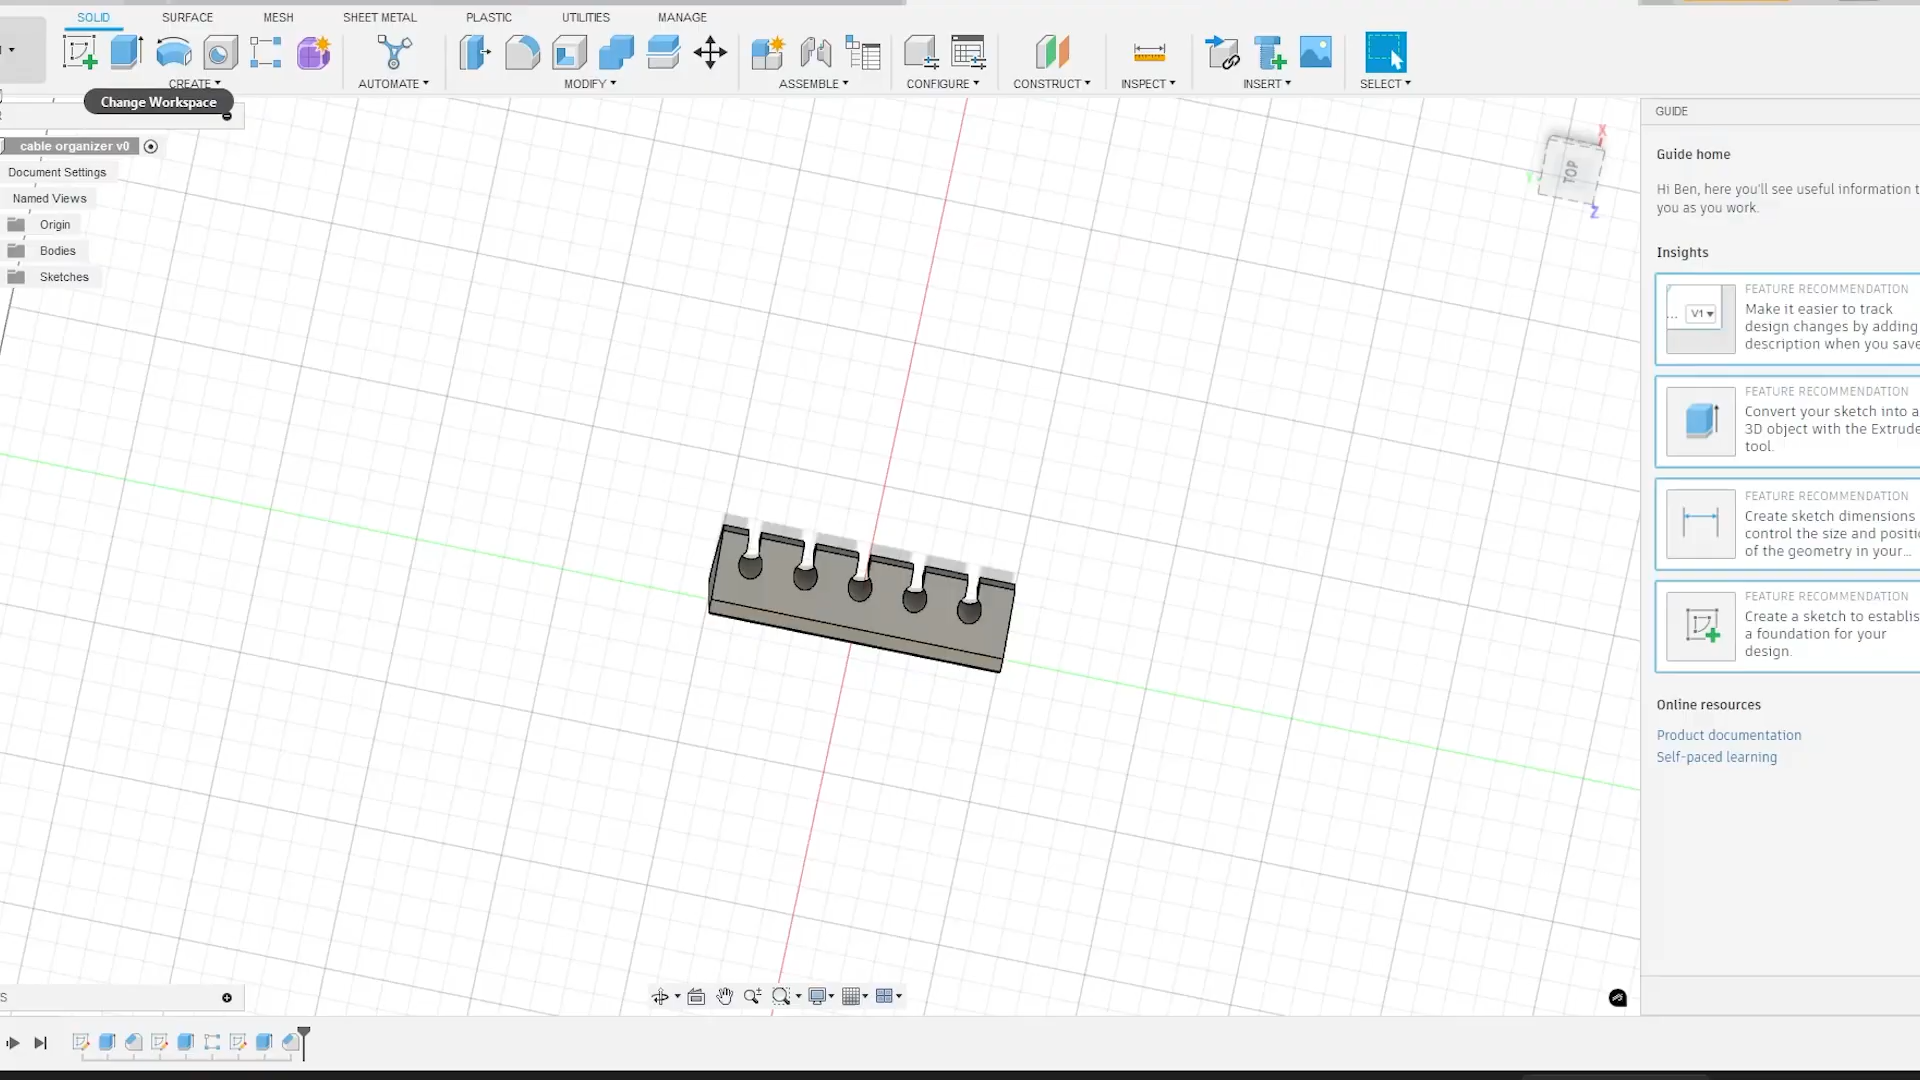 SOLID SURFACE MESH SHEET METAL PLASTIC UTILITIES MANAGE
CREATE AUTOMATE MODIFY ASSEMBLE CONFIGURE CONSTRUCT INSPECT INSERT SELECT
Change Workspace
cable organizer v0
Document Settings
Named Views
Origin
Bodies
Sketches
TOP
X
Y
Z
GUIDE
Guide home
Hi Ben, here you'll see useful information t
you as you work.
Insights
... V1
FEATURE RECOMMENDATION
Make it easier to track
design changes by adding
description when you save
FEATURE RECOMMENDATION
Convert your sketch into a
3D object with the Extrude
tool.
FEATURE RECOMMENDATION
Create sketch dimensions
control the size and positi
of the geometry in your...
FEATURE RECOMMENDATION
Create a sketch to establis
a foundation for your
design.
Online resources
Product documentation
Self-paced learning
S